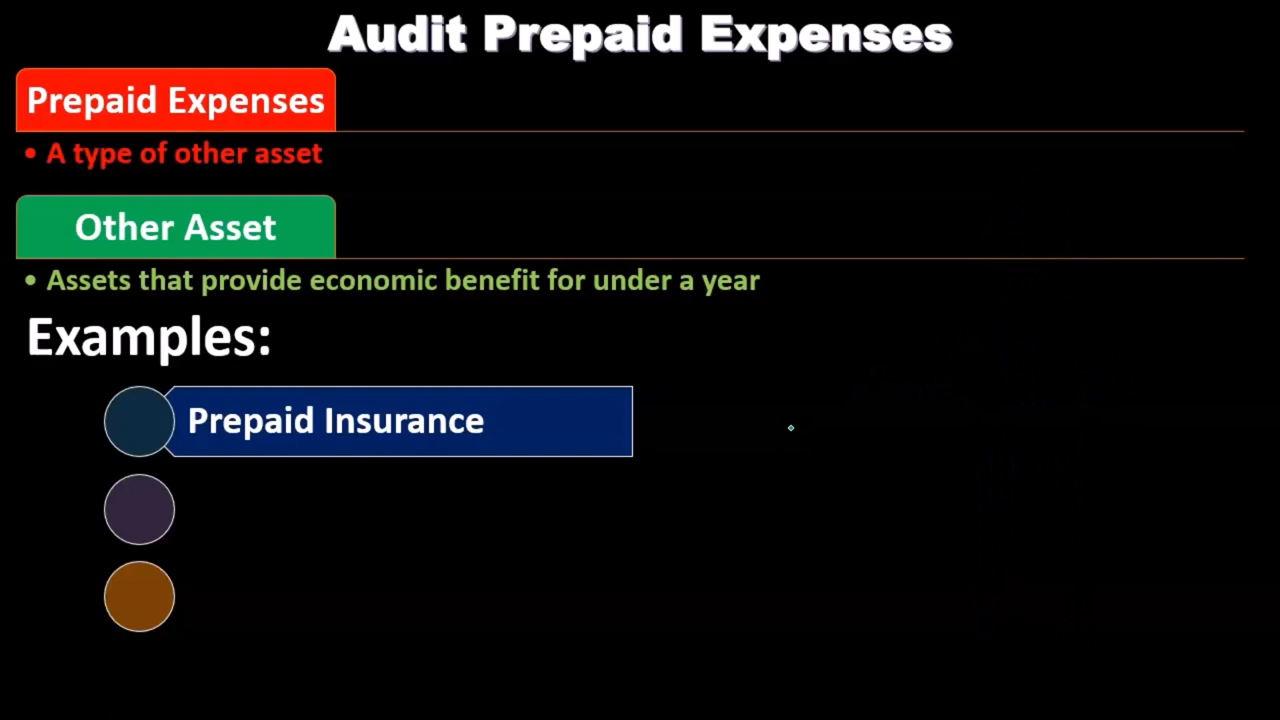 Audit Prepaid Expenses
Prepaid Expenses
• A type of other asset
Other Asset
• Assets that provide economic benefit for under a year
Examples:
Prepaid Insurance